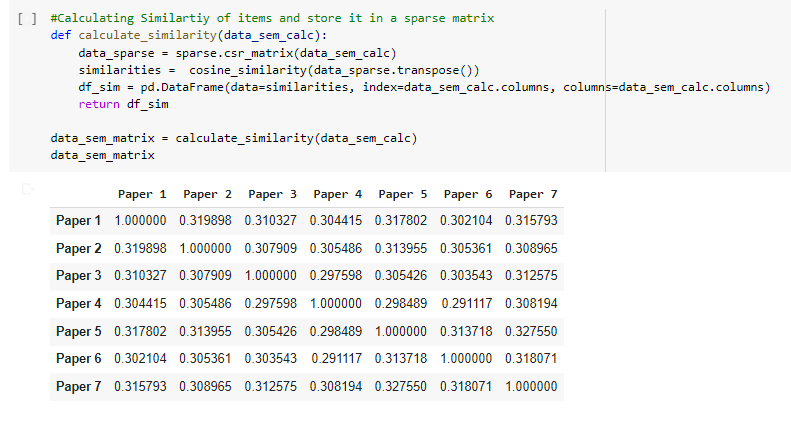 [ ] #Calculating Similartiy of items and store it in a sparse matrix
def calculate_similarity(data_sem_calc):
    data_sparse = sparse.csr_matrix(data_sem_calc)
    similarities =  cosine_similarity(data_sparse.transpose())
    df_sim = pd.DataFrame(data=similarities, index=data_sem_calc.columns, columns=data_sem_calc.columns)
    return df_sim
data_sem_matrix = calculate_similarity(data_sem_calc)
data_sem_matrix
Paper 1 Paper 2 Paper 3 Paper 4 Paper 5 Paper 6 Paper 7
Paper 1 1.000000 0.319898 0.310327 0.304415 0.317802 0.302104 0.315793
Paper 2 0.319898 1.000000 0.307909 0.305486 0.313955 0.305361 0.308965
Paper 3 0.310327 0.307909 1.000000 0.297598 0.305426 0.303543 0.312575
Paper 4 0.304415 0.305486 0.297598 1.000000 0.298489 0.291117 0.308194
Paper 5 0.317802 0.313955 0.305426 0.298489 1.000000 0.313718 0.327550
Paper 6 0.302104 0.305361 0.303543 0.291117 0.313718 1.000000 0.318071
Paper 7 0.315793 0.308965 0.312575 0.308194 0.327550 0.318071 1.000000